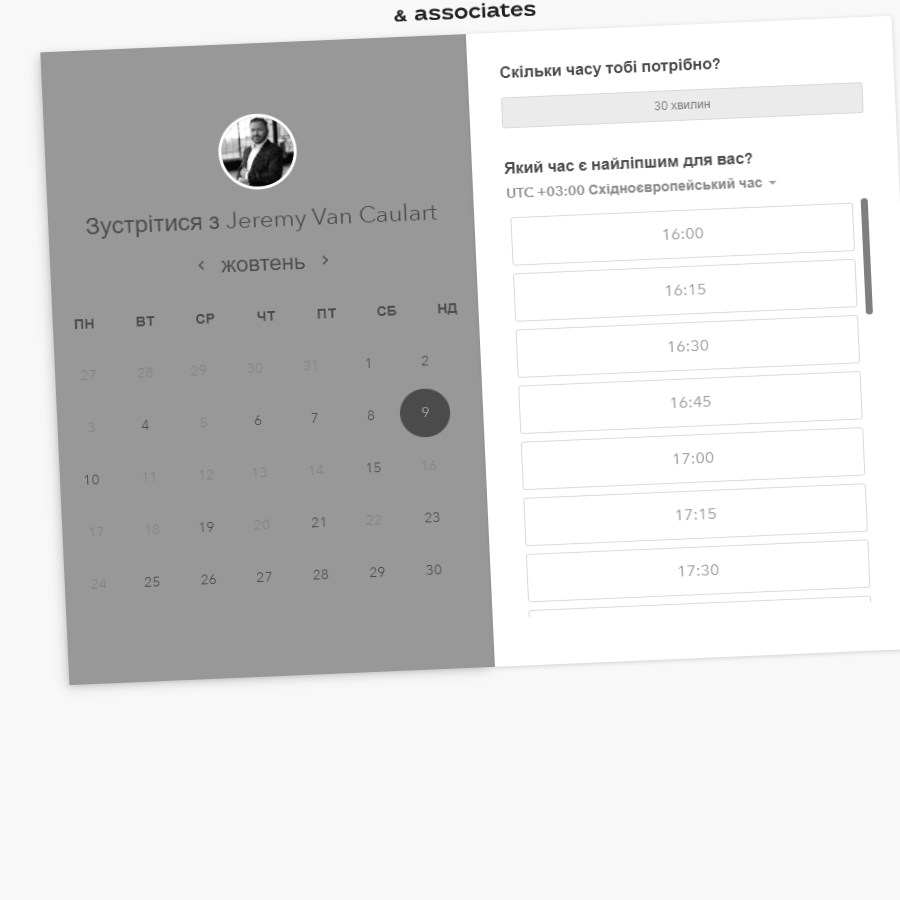 & associates
Зустрітися з Jeremy Van Caulart
‹ жовтень ›
ПН ВТ СР ЧТ ПТ СБ НД
27 28 29 30 31 1 2
3 4 5 6 7 8 9
10 11 12 13 14 15 16
17 18 19 20 21 22 23
24 25 26 27 28 29 30
Скільки часу тобі потрібно?
30 хвилин
Який час є найліпшим для вас?
UTC +03:00 Східноєвропейський час
16:00
16:15
16:30
16:45
17:00
17:15
17:30